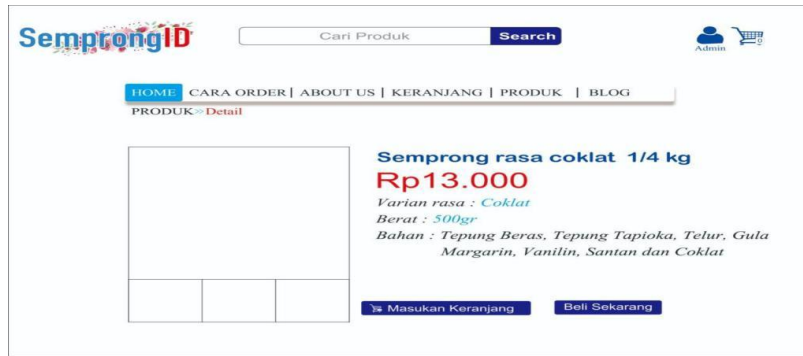 SemprongID
Cari Produk Search
Admin 0
HOME CARA ORDER | ABOUT US | KERANJANG | PRODUK | BLOG
PRODUK»Detail
Semprong rasa coklat 1/4 kg
Rp13.000
Varian rasa : Coklat
Berat : 500gr
Bahan : Tepung Beras, Tepung Tapioka, Telur, Gula
Margarin, Vanilin, Santan dan Coklat
Masukan Keranjang Beli Sekarang